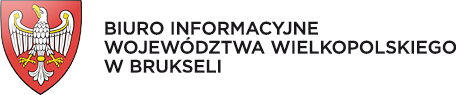 BIURO INFORMACYJNE
WOJEWÓDZTWA WIELKOPOLSKIEGO
W BRUKSELI